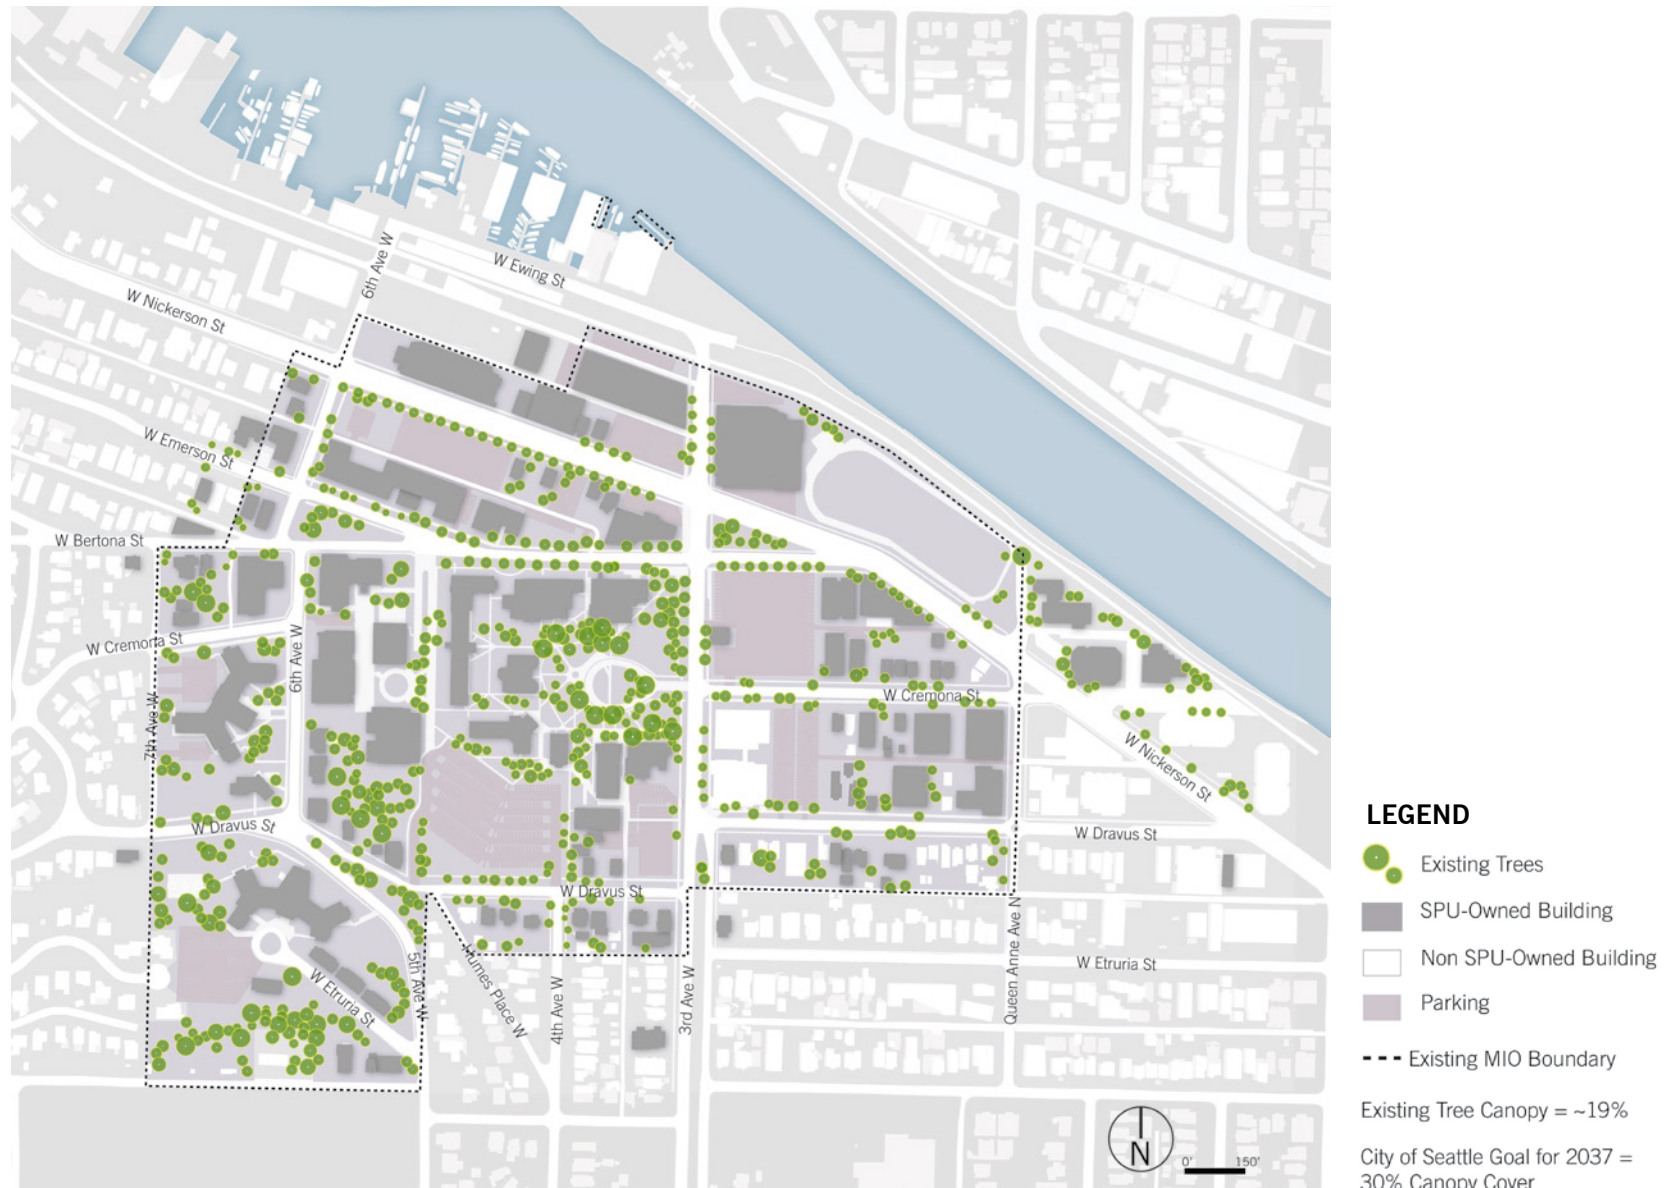 W Ewing St
6th Ave W
W Nickerson St
W Emerson St
W Bertona St
W Cremona St
6th Ave W
7th Ave W
W Cremona St
W Nickerson St
W Dravus St
W Dravus St
W Dravus St
5th Ave W
Humes Place W
4th Ave W
3rd Ave W
Queen Anne Ave N
W Etruria St
W Etruria St
N
0'
150'
LEGEND
Existing Trees
SPU-Owned Building
Non SPU-Owned Building
Parking
Existing MIO Boundary
Existing Tree Canopy = ~19%
City of Seattle Goal for 2037 =
30% Canopy Cover